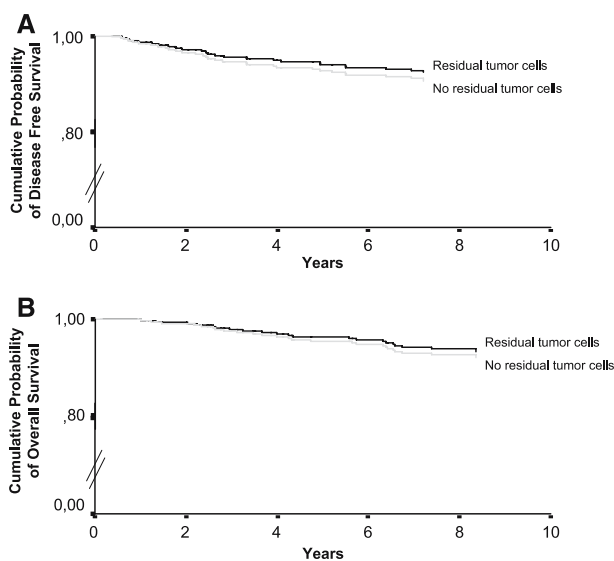 A
Cumulative Probability
of Disease Free Survival
1,00
,80
0,00
Residual tumor cells
No residual tumor cells
0 2 4 6 8 10
Years
B
Cumulative Probability
of Overall Survival
1,00
,80
0,00
Residual tumor cells
No residual tumor cells
0 2 4 6 8 10
Years